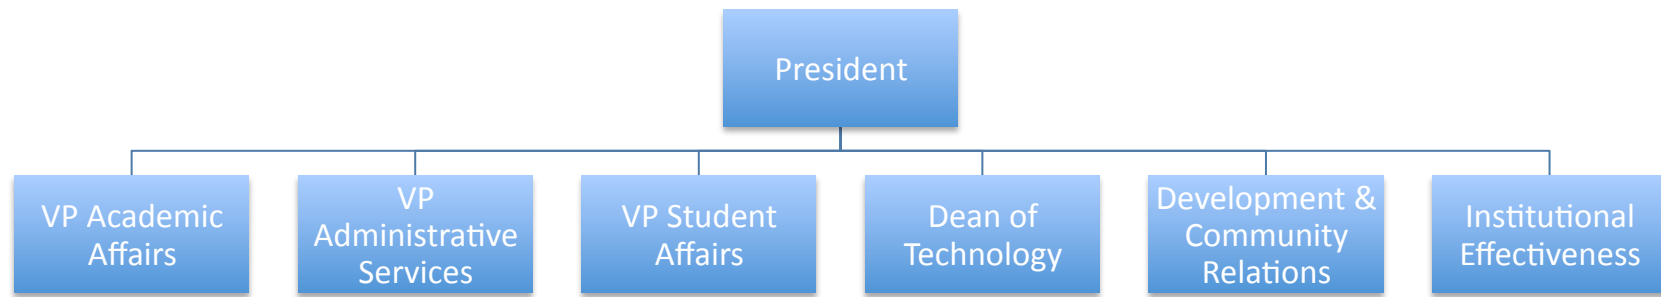 President
VP Academic
Affairs
VP
Administrative
Services
VP Student
Affairs
Dean of
Technology
Development &
Community
Relations
Institutional
Effectiveness